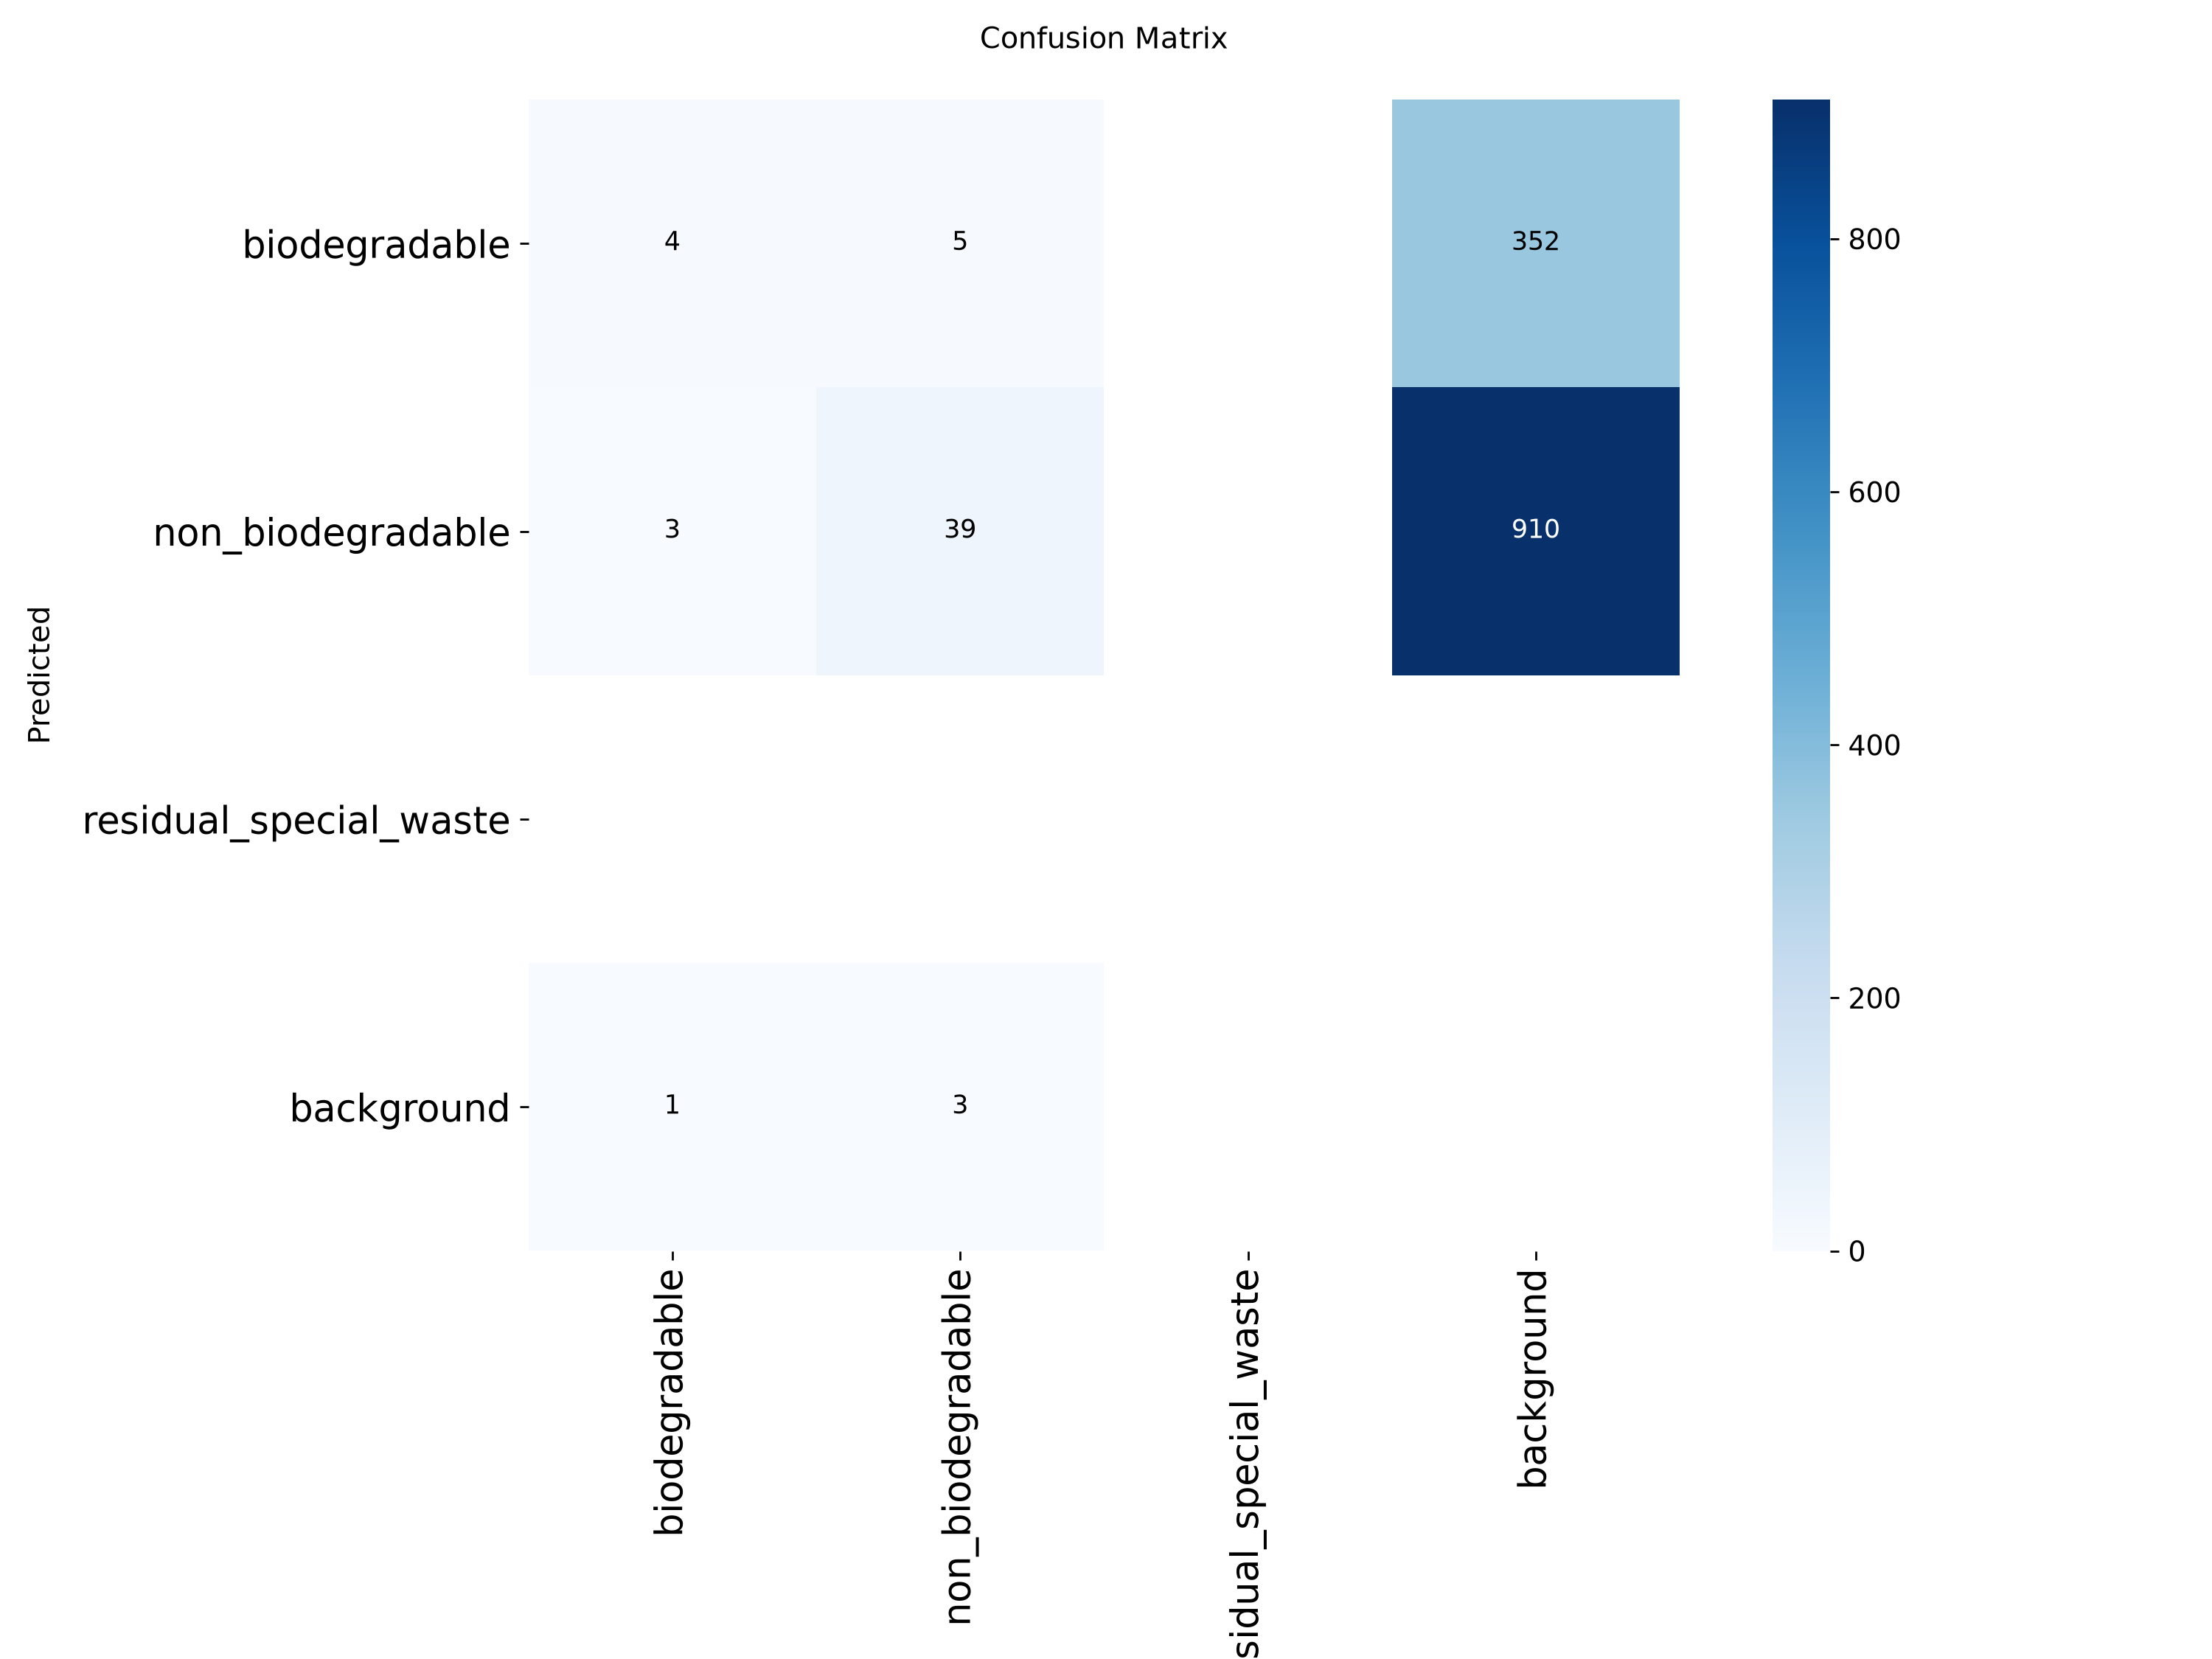 Confusion Matrix
biodegradable
4
5
352
800
non_biodegradable
3
39
910
600
Predicted
400
residual_special_waste
200
background
1
3
0
biodegradable
non_biodegradable
sidual_special_waste
background